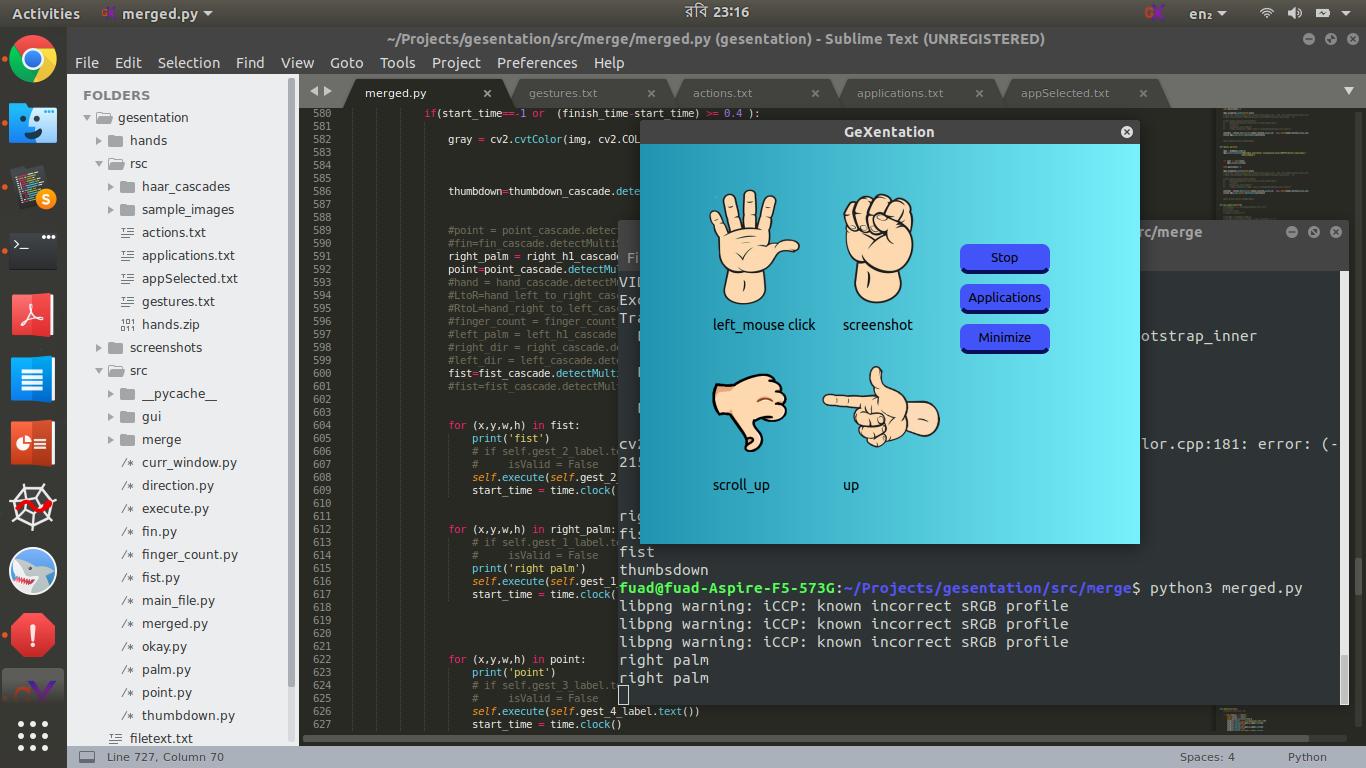 Activities
merged.py
রবি 23:16
en₂
~/Projects/gesentation/src/merge/merged.py (gesentation) - Sublime Text (UNREGISTERED)
File Edit Selection Find View Goto Tools Project Preferences Help
FOLDERS
gesentation
hands
rsc
haar_cascades
sample_images
actions.txt
applications.txt
appSelected.txt
gestures.txt
hands.zip
screenshots
src
__pycache__
gui
merge
/* curr_window.py
/* direction.py
/* execute.py
/* fin.py
/* finger_count.py
/* fist.py
/* main_file.py
/* merged.py
/* okay.py
/* palm.py
/* point.py
/* thumbdown.py
filetext.txt
merged.py
gestures.txt
actions.txt
applications.txt
appSelected.txt
580 if(start_time==-1 or (finish_time-start_time) >= 0.4 ):
581
582 gray = cv2.cvtColor(img, cv2.COL
583
584
585
586 thumbdown=thumbdown_cascade.dete
587
588
589 #point = point_cascade.detect
590 #fin=fin_cascade.detectMultiS
591 right_palm = right_h1_cascade
592 point=point_cascade.detectMu
593 #hand = hand_cascade.detectM
594 #LtoR=hand_left_to_right_cas
595 #RtoL=hand_right_to_left_cas
596 #finger_count = finger_count
597 #left_palm = left_h1_cascade
598 #right_dir = right_cascade.de
599 #left_dir = left_cascade.dete
600 fist=fist_cascade.detectMulti
601 #fist=fist_cascade.detectMul
602
603
604 for (x,y,w,h) in fist:
605 print('fist')
606 # if self.gest_2_label.te
607 # isValid = False
608 self.execute(self.gest_2_
609 start_time = time.clock()
610
611
612 for (x,y,w,h) in right_palm:
613 # if self.gest_1_label.t
614 # isValid = False
615 print('right palm')
616 self.execute(self.gest_1
617 start_time = time.clock(
618
619
620
621
622 for (x,y,w,h) in point:
623 print('point')
624 # if self.gest_3_label.t
625 # isValid = False
626 self.execute(self.gest_4_label.text())
627 start_time = time.clock()
GeXentation
left_mouse click
screenshot
scroll_up
up
Stop
Applications
Minimize
rc/merge
Fi
VID
Exc
Tra
otstrap_inner
cv2
lor.cpp:181: error: (-
215
rig
fis
fist
thumbsdown
fuad@fuad-Aspire-F5-573G:~/Projects/gesentation/src/merge$ python3 merged.py
libpng warning: iCCP: known incorrect sRGB profile
libpng warning: iCCP: known incorrect sRGB profile
libpng warning: iCCP: known incorrect sRGB profile
right palm
right palm
Line 727, Column 70
Spaces: 4
Python